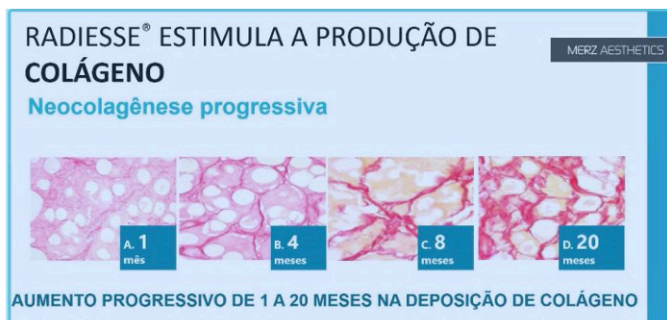 RADIESSE® ESTIMULA A PRODUÇÃO DE
COLÁGENO
MERZ AESTHETICS
Neocolagênese progressiva
A. 1
mês
B. 4
meses
C. 8
meses
D. 20
meses
AUMENTO PROGRESSIVO DE 1 A 20 MESES NA DEPOSIÇÃO DE COLÁGENO